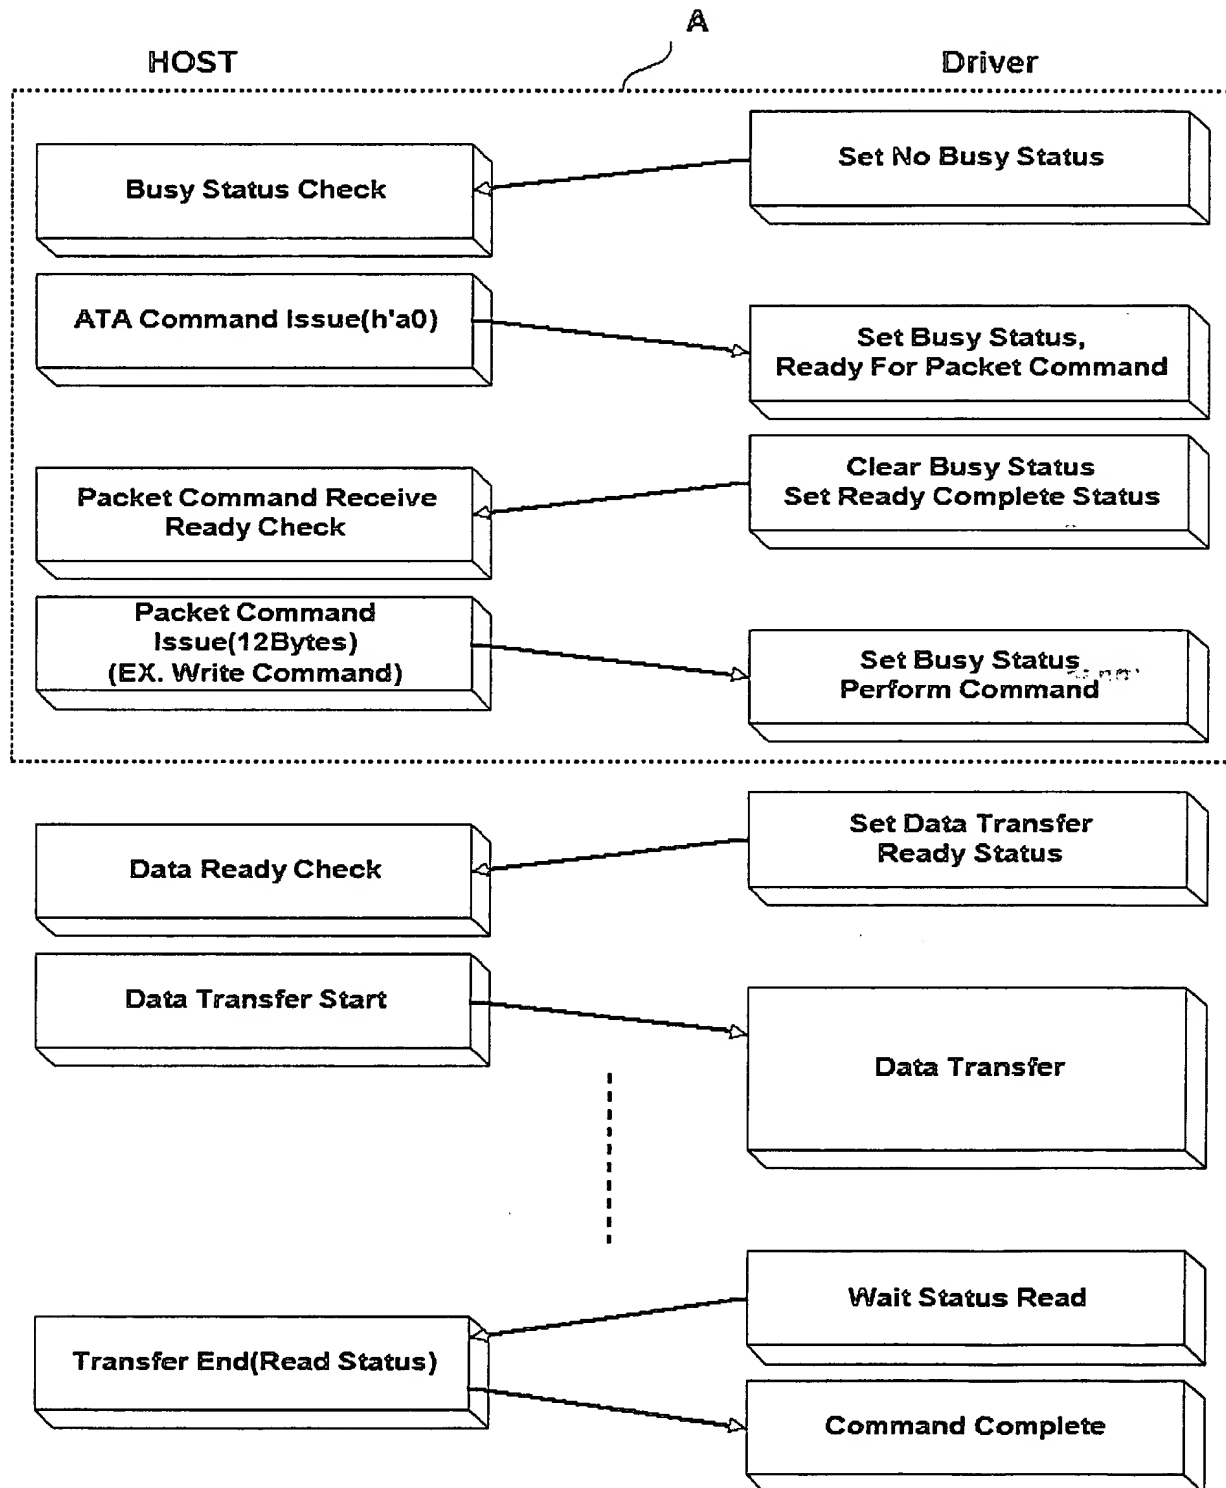 A
HOST
Driver
Set No Busy Status
Busy Status Check
ATA Command Issue(h'a0)
Set Busy Status,
Ready For Packet Command
Clear Busy Status
Set Ready Complete Status
Packet Command Receive
Ready Check
Packet Command
Issue(12Bytes)
(EX. Write Command)
Set Busy Status
Perform Command
Set Data Transfer
Ready Status
Data Ready Check
Data Transfer Start
Data Transfer
Wait Status Read
Transfer End(Read Status)
Command Complete